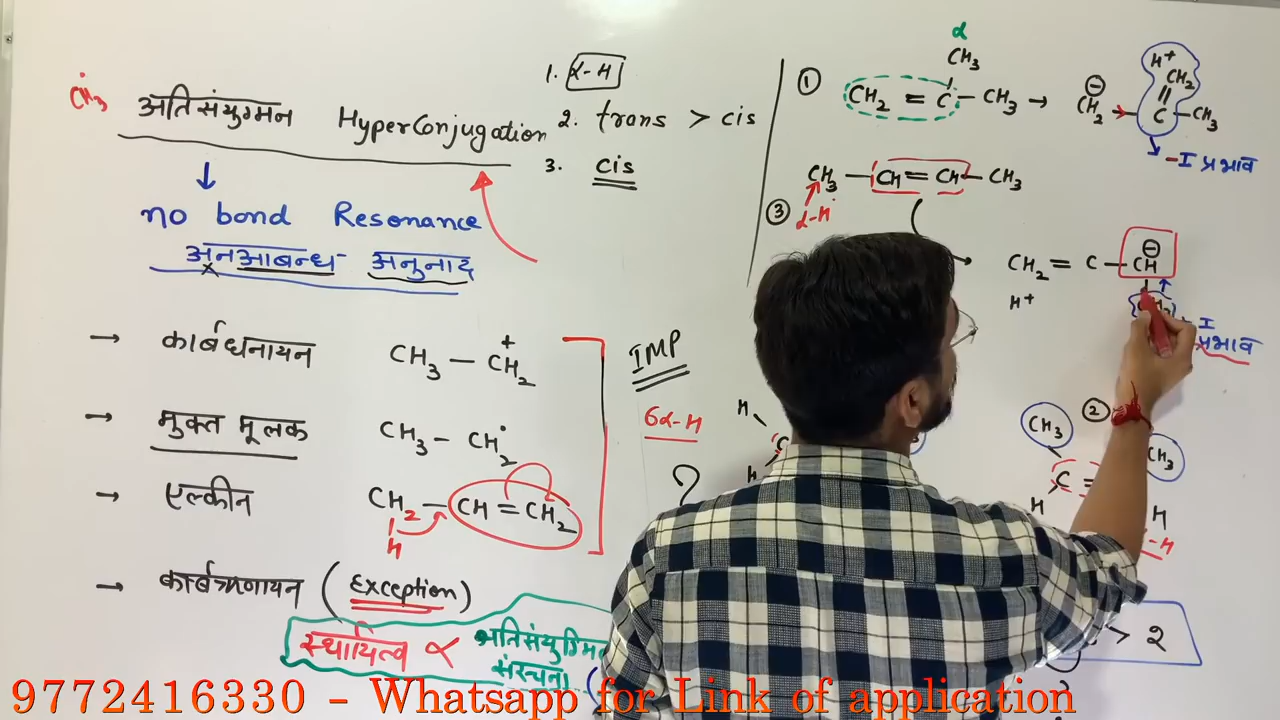 CH₃ अतिसंयुग्मन HyperConjugation
↓
no bond Resonance
अनआबन्ध अनुनाद
→ कार्बधनायन CH₃ — CH₂⁺
→ मुक्त मूलक CH₃ — CH₂•
→ एल्कीन CH₂ — CH = CH₂
H
→ कार्बऋणायन (Exception)
स्थायित्व ∝ अतिसंयुग्मित
संरचना
1. α-H
2. trans > cis
3. cis
IMP
6α-H
?
H
C
H
α
CH₃
① CH₂ = C — CH₃ →
⊖ CH₂ — C — CH₃
CH₂
H⁺
-I प्रभाव
CH₃ — CH = CH — CH₃
③ α-H
CH₂ = C — CH⊖
H⁺
I
प्रभाव
②
CH₃ CH₃
C =
H H
-H
> 2
9772416330 - Whatsapp for Link of application